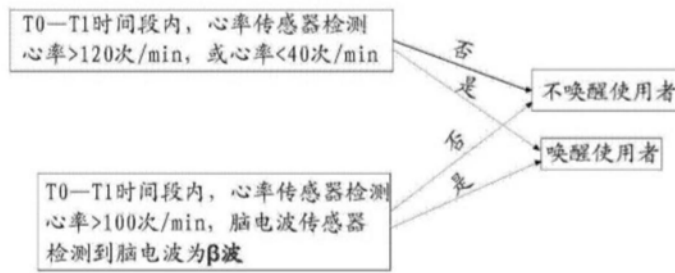 T0—T1时间段内，心率传感器检测
心率>120次/min，或心率<40次/min
否
是
不唤醒使用者
否
是
唤醒使用者
T0—T1时间段内，心率传感器检测
心率>100次/min，脑电波传感器
检测到脑电波为β波